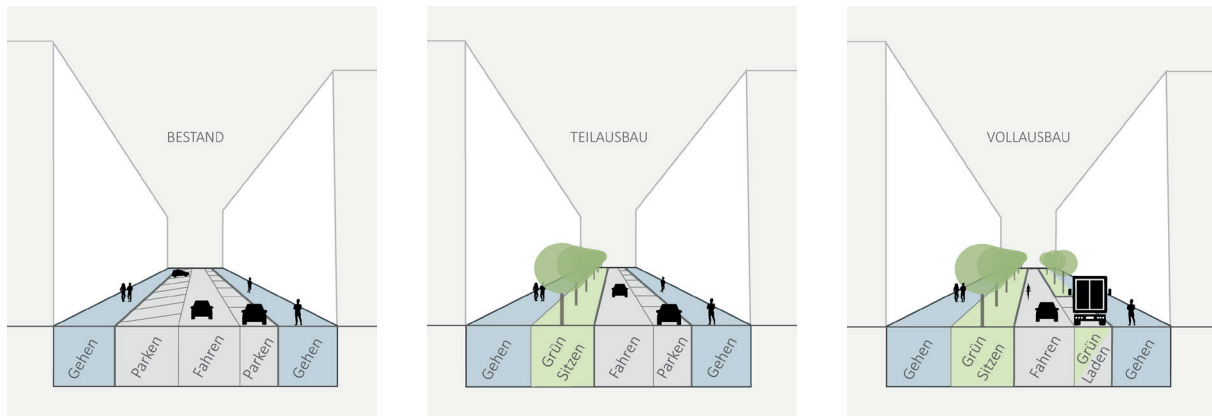 BESTAND
Gehen
Parken
Fahren
Parken
Gehen
TEILAUSBAU
Gehen
Grün
Sitzen
Fahren
Parken
Gehen
VOLLAUSBAU
Gehen
Grün
Sitzen
Fahren
Grün
Laden
Gehen